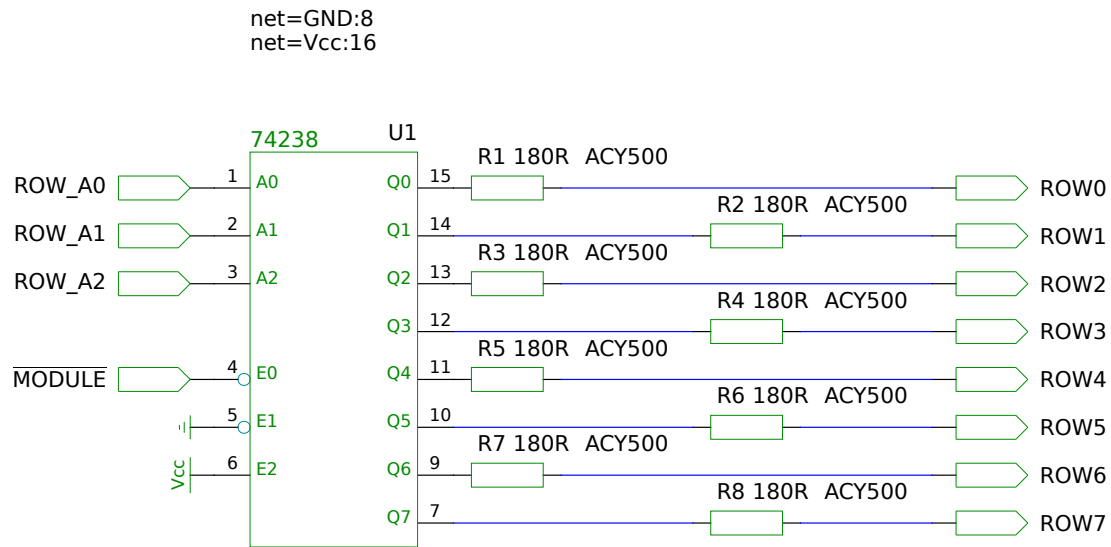 net=GND:8
net=Vcc:16
74238 U1
R1 180R ACY500
ROW_A0 1 A0 Q0 15 ROW0
R2 180R ACY500
ROW_A1 2 A1 Q1 14 ROW1
R3 180R ACY500
ROW_A2 3 A2 Q2 13 ROW2
R4 180R ACY500
Q3 12 ROW3
R5 180R ACY500
MODULE 4 E0 Q4 11 ROW4
R6 180R ACY500
5 E1 Q5 10 ROW5
R7 180R ACY500
Vcc 6 E2 Q6 9 ROW6
R8 180R ACY500
Q7 7 ROW7